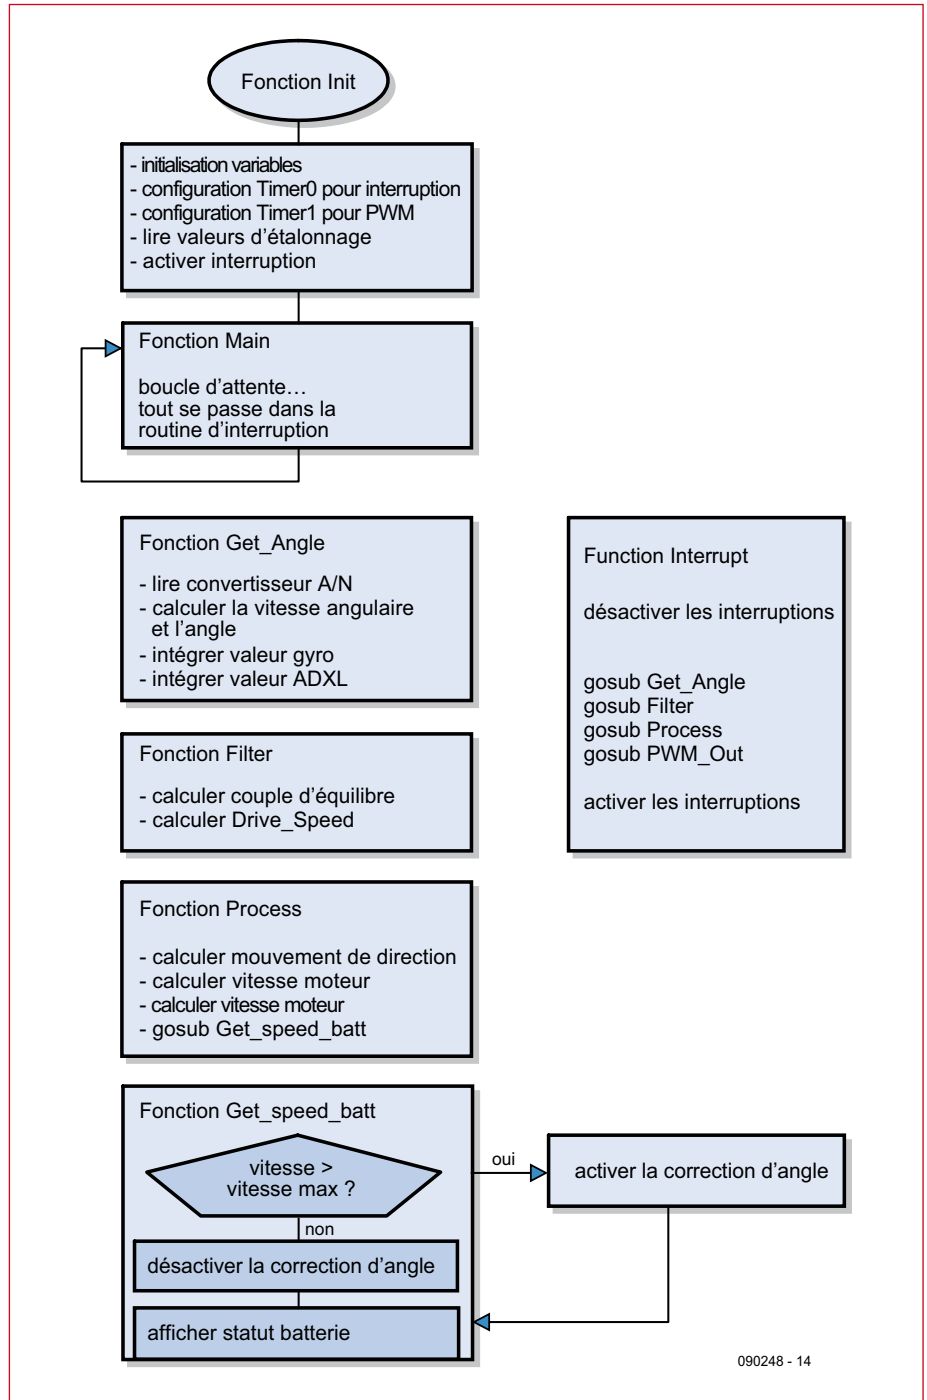 Fonction Init
- initialisation variables
- configuration Timer0 pour interruption
- configuration Timer1 pour PWM
- lire valeurs d’étalonnage
- activer interruption
Fonction Main
boucle d’attente…
tout se passe dans la
routine d’interruption
Fonction Get_Angle
- lire convertisseur A/N
- calculer la vitesse angulaire
et l’angle
- intégrer valeur gyro
- intégrer valeur ADXL
Function Interrupt
désactiver les interruptions
gosub Get_Angle
gosub Filter
gosub Process
gosub PWM_Out
activer les interruptions
Fonction Filter
- calculer couple d’équilibre
- calculer Drive_Speed
Fonction Process
- calculer mouvement de direction
- calculer vitesse moteur
- calculer vitesse moteur
- gosub Get_speed_batt
Fonction Get_speed_batt
vitesse >
vitesse max ?
oui
activer la correction d’angle
non
désactiver la correction d’angle
afficher statut batterie
090248 - 14